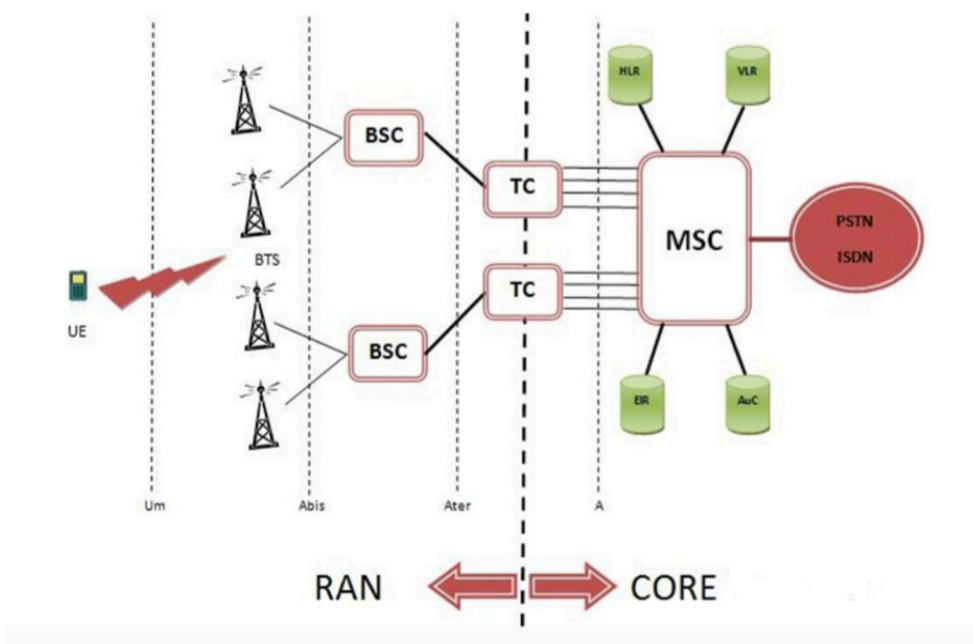 HLR
VLR
BSC
TC
MSC
PSTN
ISDN
BTS
UE
TC
BSC
EIR
AuC
Um
Abis
Ater
A
RAN
CORE